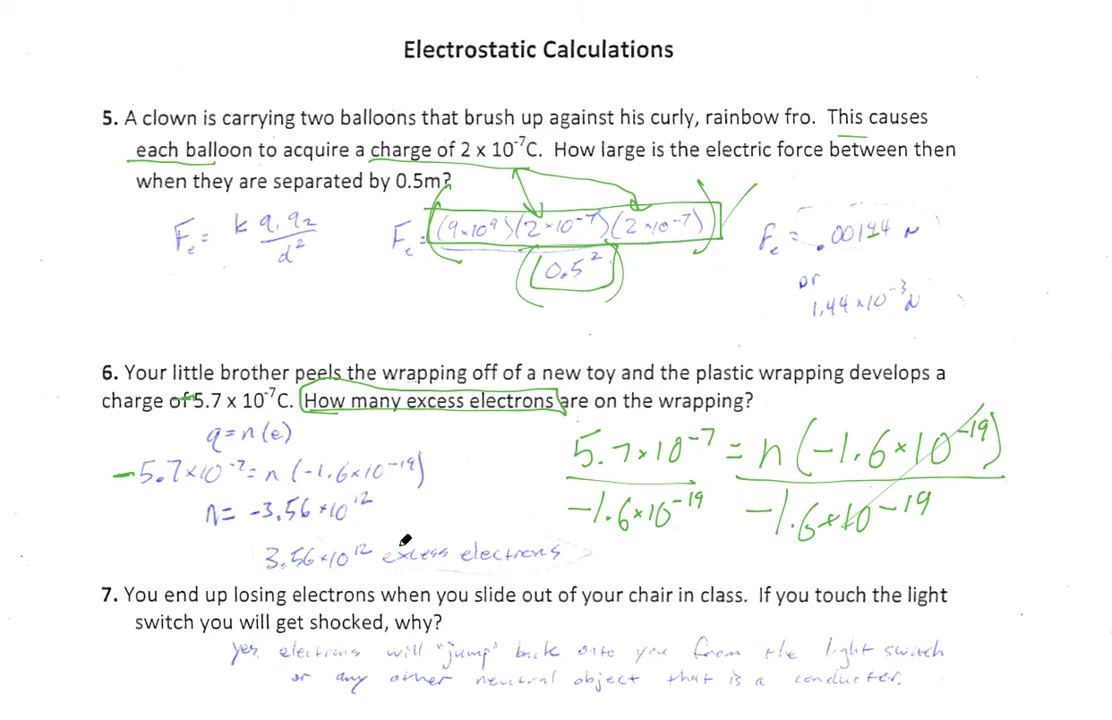 Electrostatic Calculations
5. A clown is carrying two balloons that brush up against his curly, rainbow fro. This causes
each balloon to acquire a charge of 2 x 10⁻⁷C. How large is the electric force between then
when they are separated by 0.5m?
Fe = k q₁ q₂ / d²
Fe = (9×10⁹)(2×10⁻⁷)(2×10⁻⁷) / 0.5²
Fe = .00144 N
or
1.44×10⁻³ N
6. Your little brother peels the wrapping off of a new toy and the plastic wrapping develops a
charge of -5.7 x 10⁻⁷C. How many excess electrons are on the wrapping?
q = n(e)
-5.7×10⁻⁷ = n (-1.6×10⁻¹⁹)
n = -3.56×10¹²
3.56×10¹² excess electrons
5.7×10⁻⁷ = n(-1.6×10⁻¹⁹)
-1.6×10⁻¹⁹ -1.6×10⁻¹⁹
7. You end up losing electrons when you slide out of your chair in class. If you touch the light
switch you will get shocked, why?
yes, electrons will "jump" back onto you from the light switch
or any other neutral object that is a conductor.